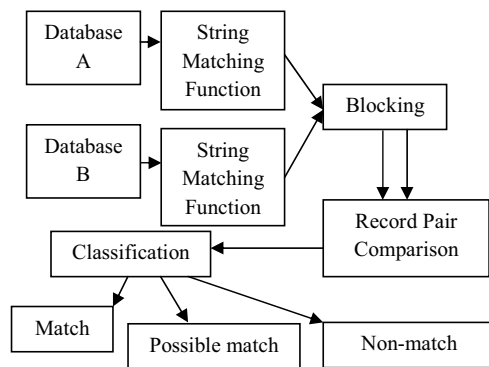 Database
A
String
Matching
Function
Blocking
Database
B
String
Matching
Function
Record Pair
Comparison
Classification
Match
Possible match
Non-match